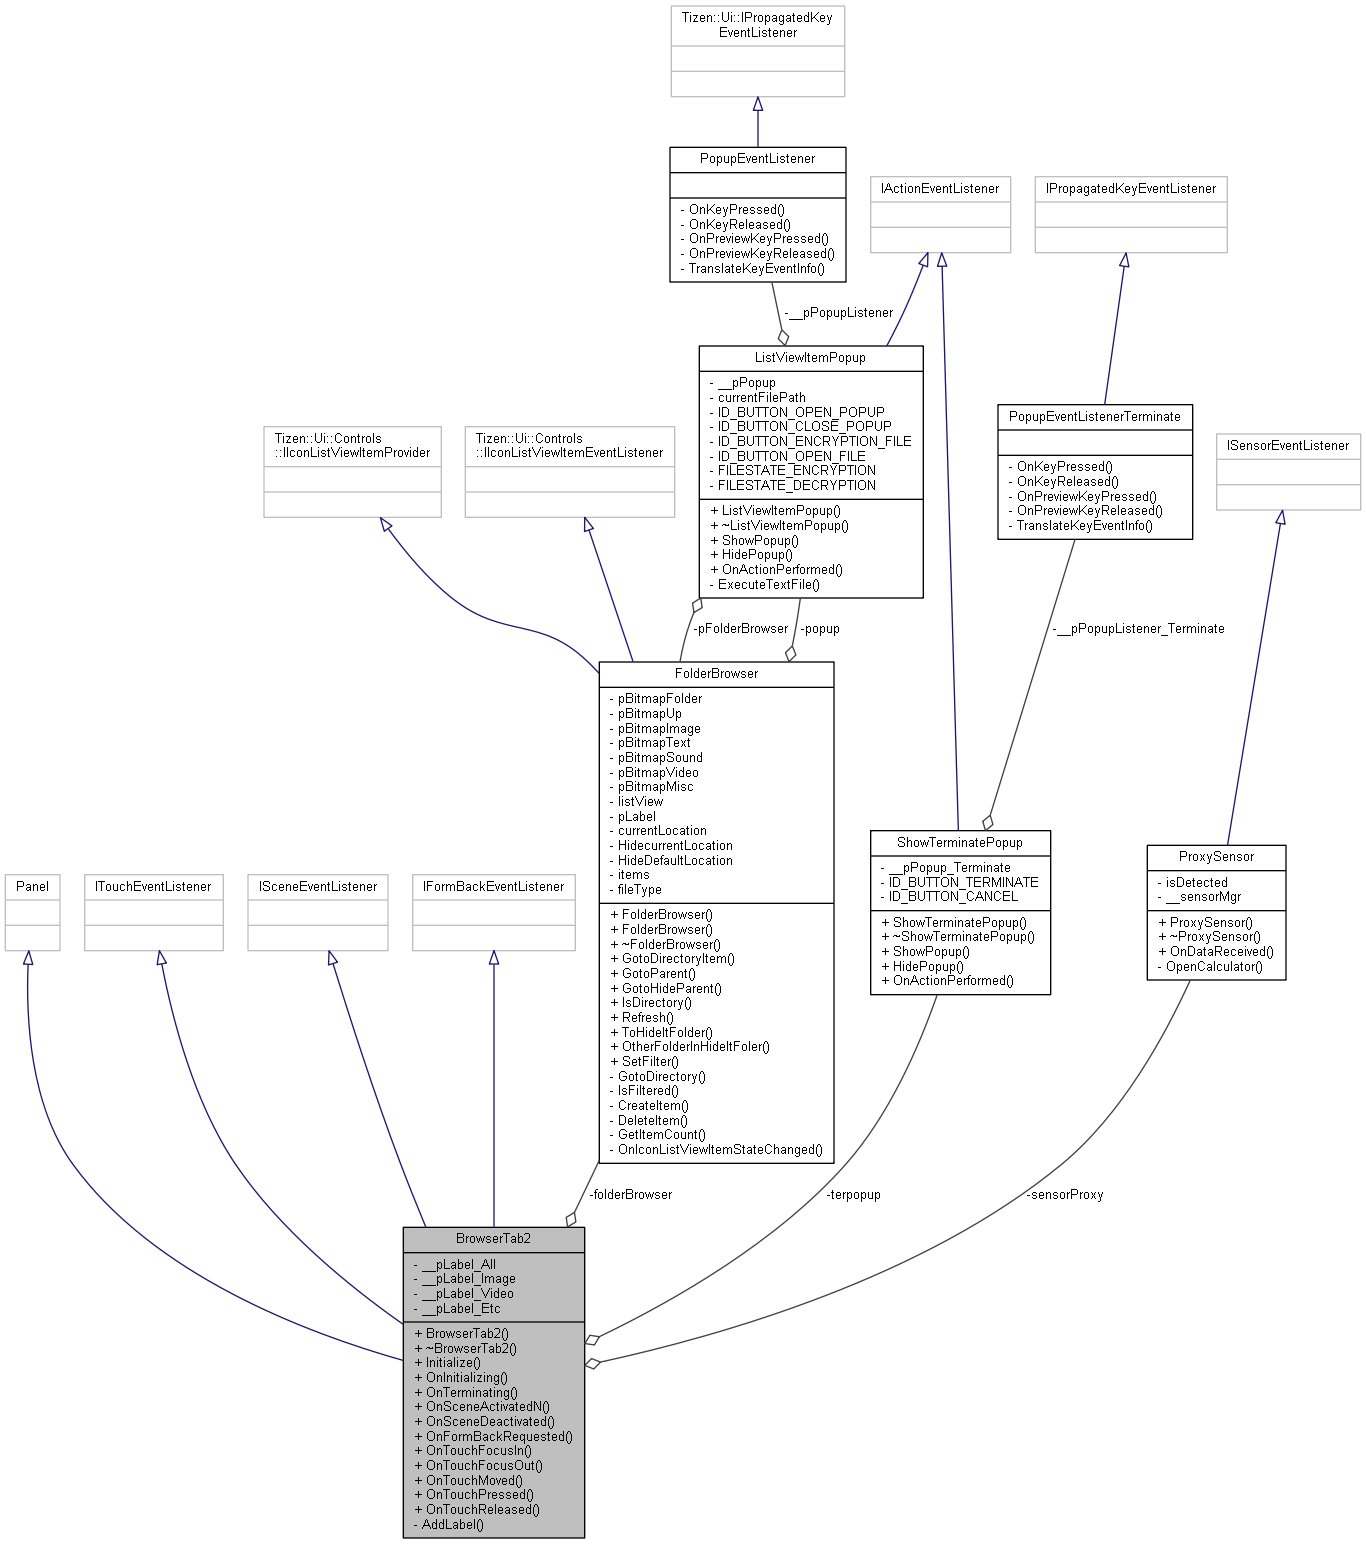 Tizen::Ui::IPropagatedKey
EventListener
PopupEventListener
- OnKeyPressed()
- OnKeyReleased()
- OnPreviewKeyPressed()
- OnPreviewKeyReleased()
- TranslateKeyEventInfo()
IActionEventListener
IPropagatedKeyEventListener
-__pPopupListener
ListViewItemPopup
- __pPopup
- currentFilePath
- ID_BUTTON_OPEN_POPUP
- ID_BUTTON_CLOSE_POPUP
- ID_BUTTON_ENCRYPTION_FILE
- ID_BUTTON_OPEN_FILE
- FILESTATE_ENCRYPTION
- FILESTATE_DECRYPTION
+ ListViewItemPopup()
+ ~ListViewItemPopup()
+ ShowPopup()
+ HidePopup()
+ OnActionPerformed()
- ExecuteTextFile()
PopupEventListenerTerminate
- OnKeyPressed()
- OnKeyReleased()
- OnPreviewKeyPressed()
- OnPreviewKeyReleased()
- TranslateKeyEventInfo()
Tizen::Ui::Controls
::IIconListViewItemProvider
Tizen::Ui::Controls
::IIconListViewItemEventListener
ISensorEventListener
-pFolderBrowser
-popup
-__pPopupListener_Terminate
FolderBrowser
- pBitmapFolder
- pBitmapUp
- pBitmapImage
- pBitmapText
- pBitmapSound
- pBitmapVideo
- pBitmapMisc
- listView
- pLabel
- currentLocation
- HidecurrentLocation
- HideDefaultLocation
- items
- fileType
+ FolderBrowser()
+ FolderBrowser()
+ ~FolderBrowser()
+ GotoDirectoryItem()
+ GotoParent()
+ GotoHideParent()
+ IsDirectory()
+ Refresh()
+ ToHideItFolder()
+ OtherFolderInHideItFoler()
+ SetFilter()
- GotoDirectory()
- IsFiltered()
- CreateItem()
- DeleteItem()
- GetItemCount()
- OnIconListViewItemStateChanged()
ShowTerminatePopup
- __pPopup_Terminate
- ID_BUTTON_TERMINATE
- ID_BUTTON_CANCEL
+ ShowTerminatePopup()
+ ~ShowTerminatePopup()
+ ShowPopup()
+ HidePopup()
+ OnActionPerformed()
ProxySensor
- isDetected
- __sensorMgr
+ ProxySensor()
+ ~ProxySensor()
+ OnDataReceived()
- OpenCalculator()
Panel
ITouchEventListener
ISceneEventListener
IFormBackEventListener
-folderBrowser
-terpopup
-sensorProxy
BrowserTab2
- __pLabel_All
- __pLabel_Image
- __pLabel_Video
- __pLabel_Etc
+ BrowserTab2()
+ ~BrowserTab2()
+ Initialize()
+ OnInitializing()
+ OnTerminating()
+ OnSceneActivatedN()
+ OnSceneDeactivated()
+ OnFormBackRequested()
+ OnTouchFocusIn()
+ OnTouchFocusOut()
+ OnTouchMoved()
+ OnTouchPressed()
+ OnTouchReleased()
- AddLabel()